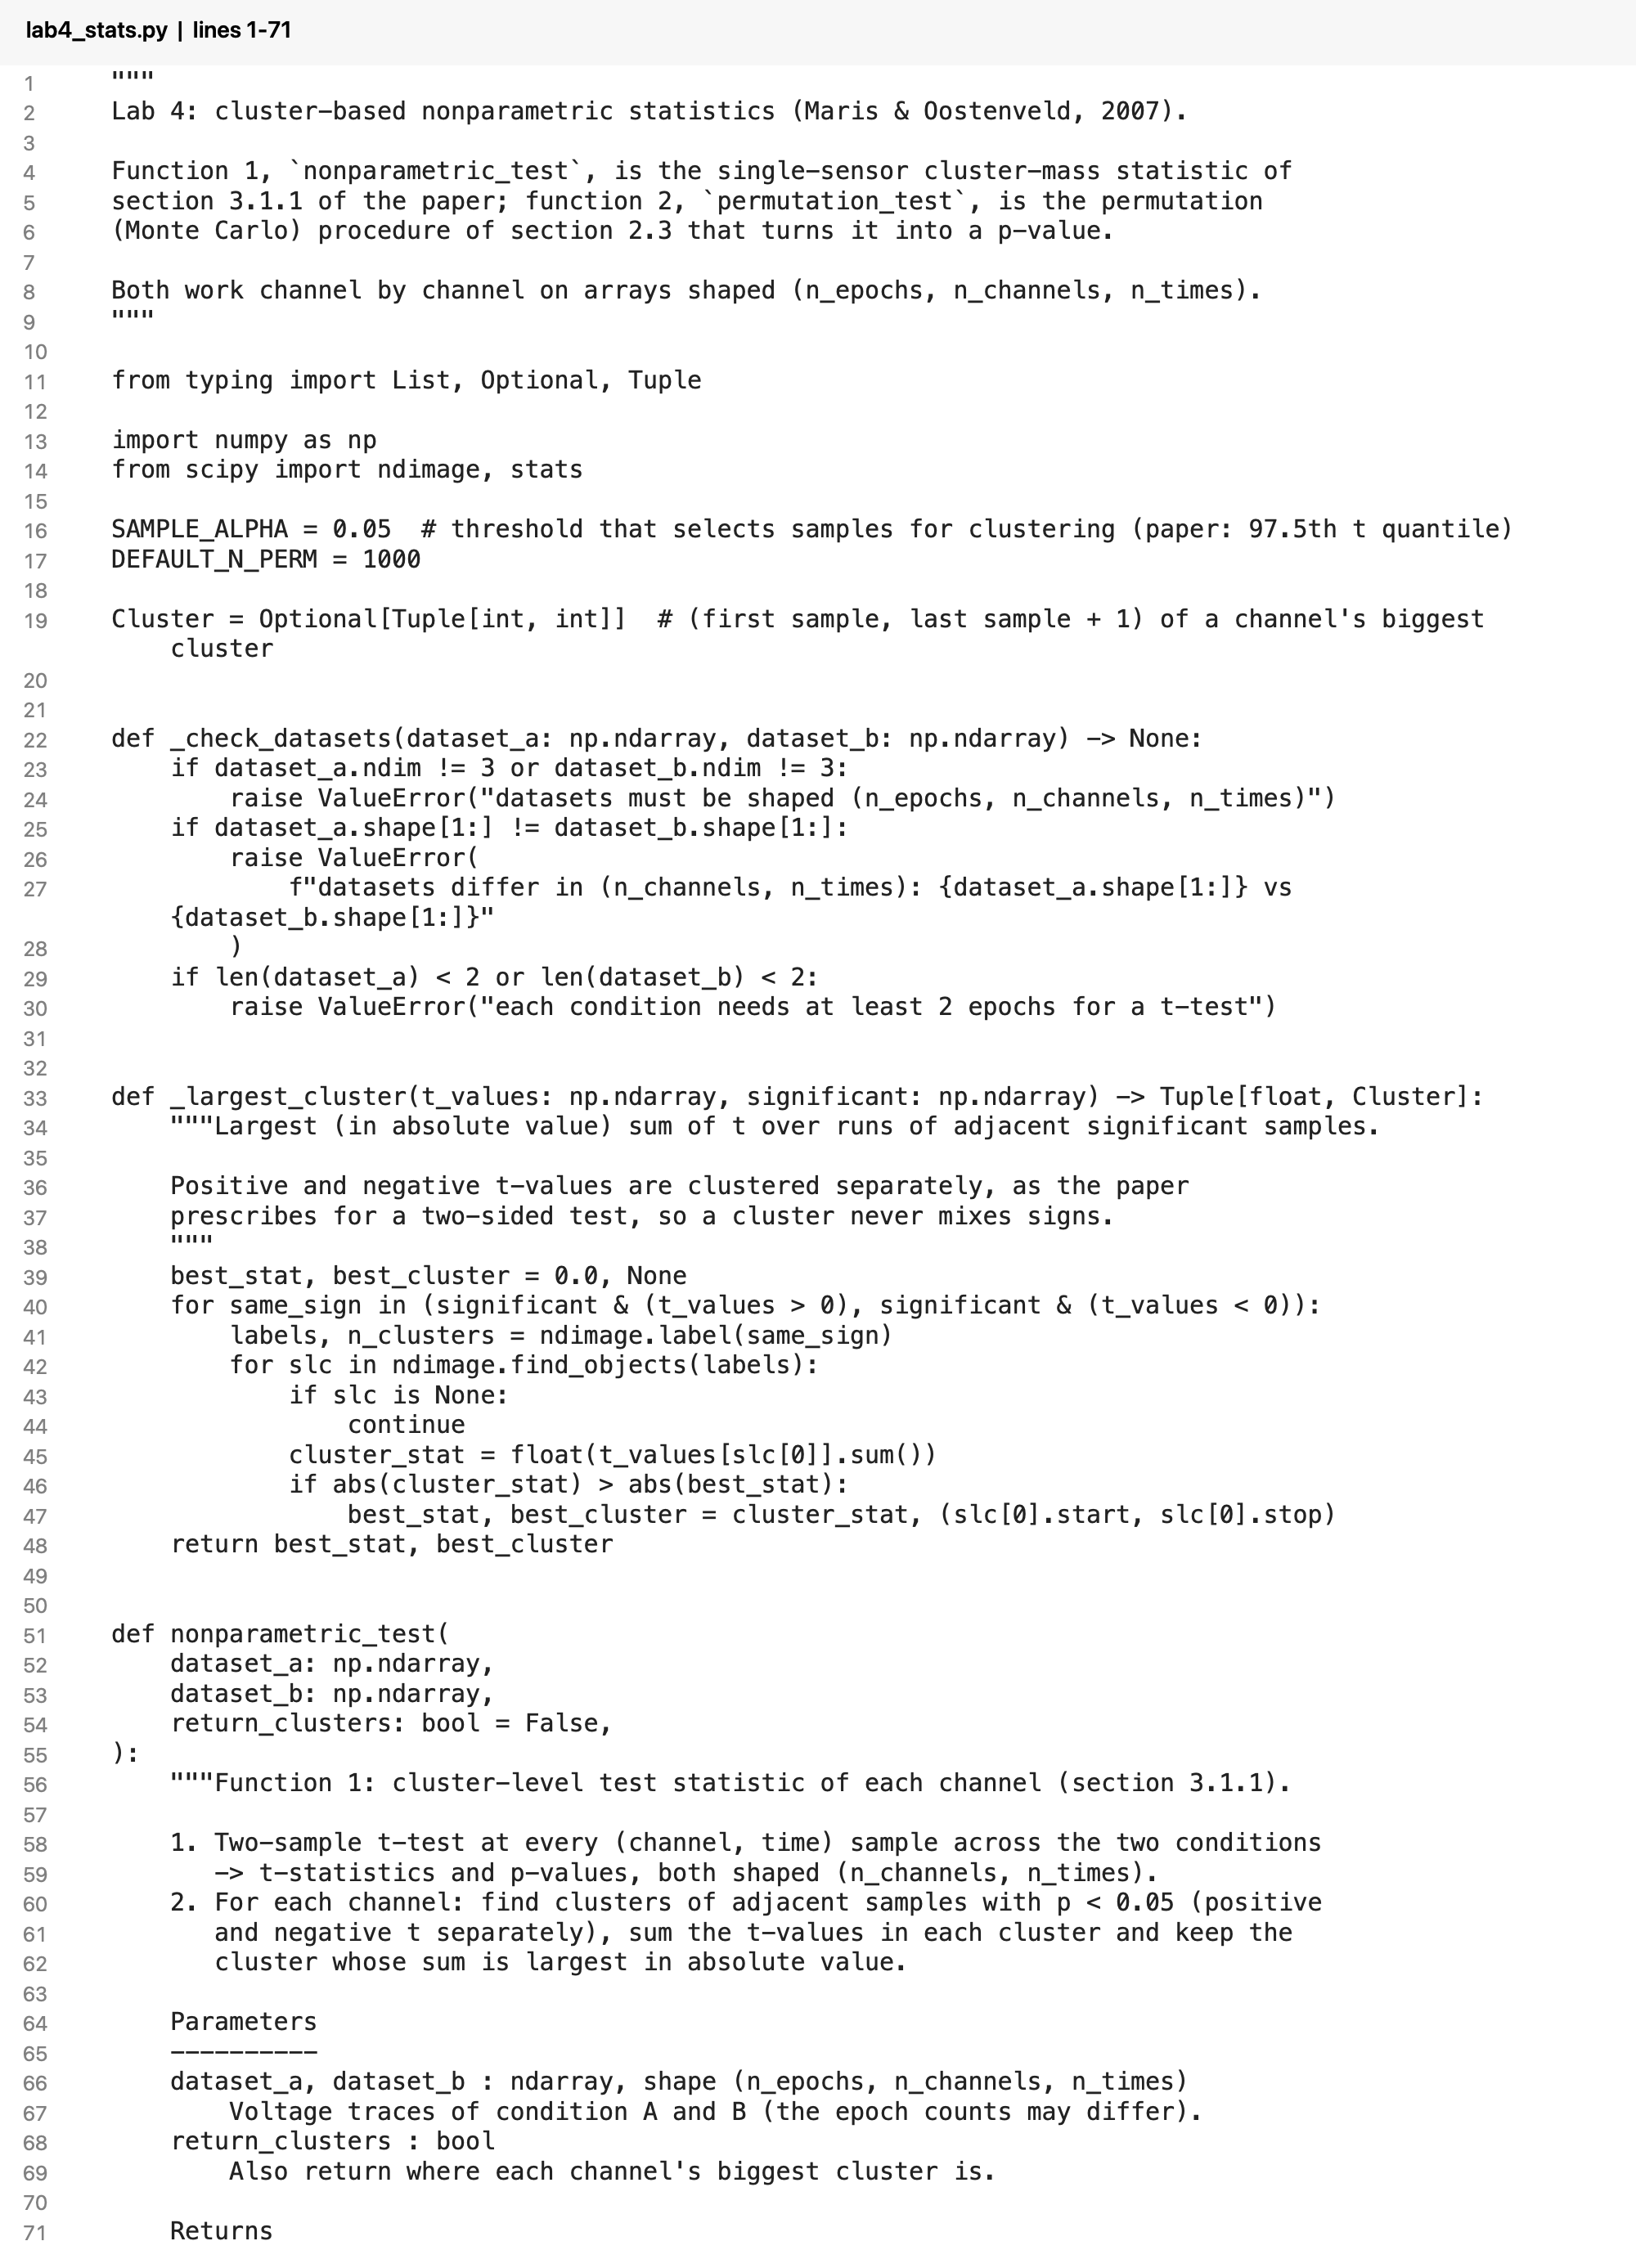 lab4_stats.py | lines 1-71
1 """
2 Lab 4: cluster-based nonparametric statistics (Maris & Oostenveld, 2007).
3
4 Function 1, `nonparametric_test`, is the single-sensor cluster-mass statistic of
5 section 3.1.1 of the paper; function 2, `permutation_test`, is the permutation
6 (Monte Carlo) procedure of section 2.3 that turns it into a p-value.
7
8 Both work channel by channel on arrays shaped (n_epochs, n_channels, n_times).
9 """
10
11 from typing import List, Optional, Tuple
12
13 import numpy as np
14 from scipy import ndimage, stats
15
16 SAMPLE_ALPHA = 0.05  # threshold that selects samples for clustering (paper: 97.5th t quantile)
17 DEFAULT_N_PERM = 1000
18
19 Cluster = Optional[Tuple[int, int]]  # (first sample, last sample + 1) of a channel's biggest
    cluster
20
21
22 def _check_datasets(dataset_a: np.ndarray, dataset_b: np.ndarray) -> None:
23     if dataset_a.ndim != 3 or dataset_b.ndim != 3:
24         raise ValueError("datasets must be shaped (n_epochs, n_channels, n_times)")
25     if dataset_a.shape[1:] != dataset_b.shape[1:]:
26         raise ValueError(
27             f"datasets differ in (n_channels, n_times): {dataset_a.shape[1:]} vs
    {dataset_b.shape[1:]}"
28         )
29     if len(dataset_a) < 2 or len(dataset_b) < 2:
30         raise ValueError("each condition needs at least 2 epochs for a t-test")
31
32
33 def _largest_cluster(t_values: np.ndarray, significant: np.ndarray) -> Tuple[float, Cluster]:
34     """Largest (in absolute value) sum of t over runs of adjacent significant samples.
35
36     Positive and negative t-values are clustered separately, as the paper
37     prescribes for a two-sided test, so a cluster never mixes signs.
38     """
39     best_stat, best_cluster = 0.0, None
40     for same_sign in (significant & (t_values > 0), significant & (t_values < 0)):
41         labels, n_clusters = ndimage.label(same_sign)
42         for slc in ndimage.find_objects(labels):
43             if slc is None:
44                 continue
45             cluster_stat = float(t_values[slc[0]].sum())
46             if abs(cluster_stat) > abs(best_stat):
47                 best_stat, best_cluster = cluster_stat, (slc[0].start, slc[0].stop)
48     return best_stat, best_cluster
49
50
51 def nonparametric_test(
52     dataset_a: np.ndarray,
53     dataset_b: np.ndarray,
54     return_clusters: bool = False,
55 ):
56     """Function 1: cluster-level test statistic of each channel (section 3.1.1).
57
58     1. Two-sample t-test at every (channel, time) sample across the two conditions
59        -> t-statistics and p-values, both shaped (n_channels, n_times).
60     2. For each channel: find clusters of adjacent samples with p < 0.05 (positive
61        and negative t separately), sum the t-values in each cluster and keep the
62        cluster whose sum is largest in absolute value.
63
64     Parameters
65     ----------
66     dataset_a, dataset_b : ndarray, shape (n_epochs, n_channels, n_times)
67         Voltage traces of condition A and B (the epoch counts may differ).
68     return_clusters : bool
69         Also return where each channel's biggest cluster is.
70
71     Returns